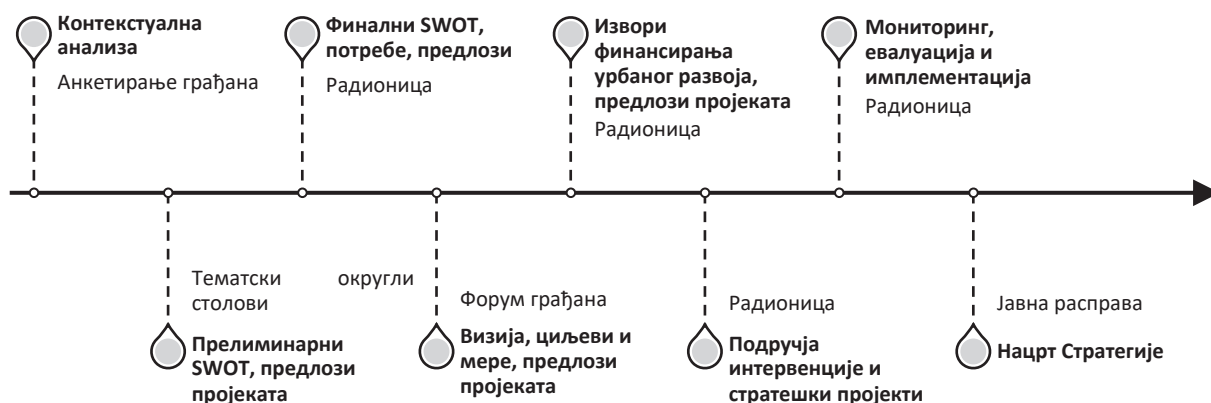 Контекстуална
анализа
Анкетирање грађана
Финални SWOT,
потребе, предлози
Радионица
Извори
финансирања
урбаног развоја,
предлози пројеката
Радионица
Мониторинг,
евалуација и
имплементација
Радионица
Тематски округли
столови
Прелиминарни
SWOT, предлози
пројеката
Форум грађана
Визија, циљеви и
мере, предлози
пројеката
Радионица
Подручја
интервенције и
стратешки пројекти
Јавна расправа
Нацрт Стратегије